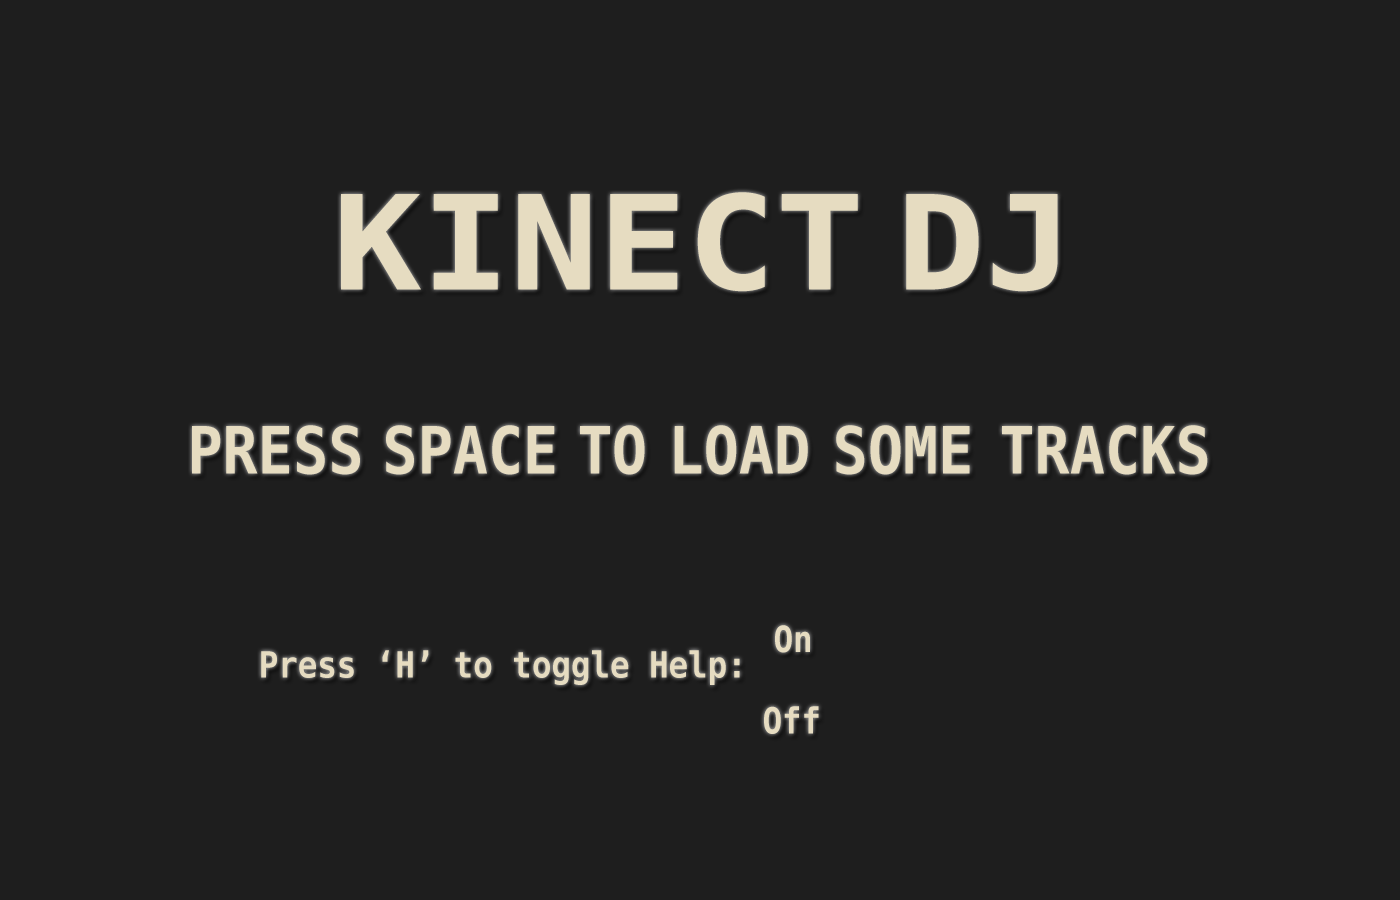 KINECT DJ
PRESS SPACE TO LOAD SOME TRACKS
Press ‘H’ to toggle Help:
On
Off